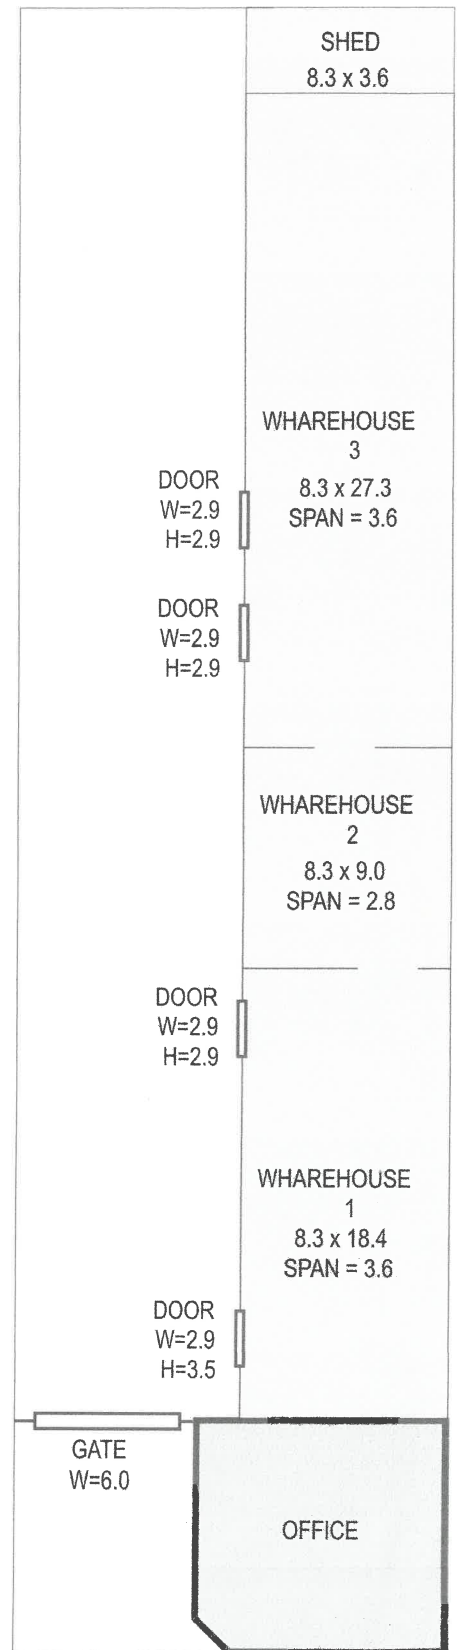 SHED
8.3 x 3.6
WHAREHOUSE
3
8.3 x 27.3
SPAN = 3.6
DOOR
W=2.9
H=2.9
DOOR
W=2.9
H=2.9
WHAREHOUSE
2
8.3 x 9.0
SPAN = 2.8
DOOR
W=2.9
H=2.9
WHAREHOUSE
1
8.3 x 18.4
SPAN = 3.6
DOOR
W=2.9
H=3.5
GATE
W=6.0
OFFICE